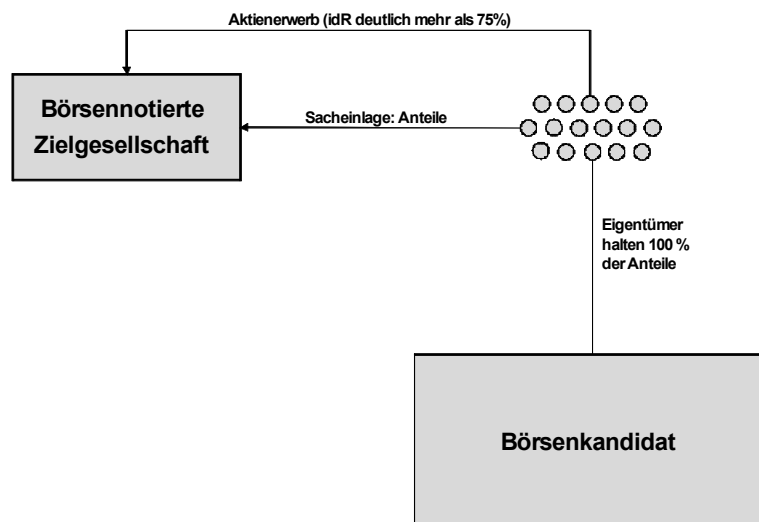 Aktienerwerb (idR deutlich mehr als 75%)
Börsennotierte
Zielgesellschaft
Sacheinlage: Anteile
Eigentümer
halten 100 %
der Anteile
Börsenkandidat